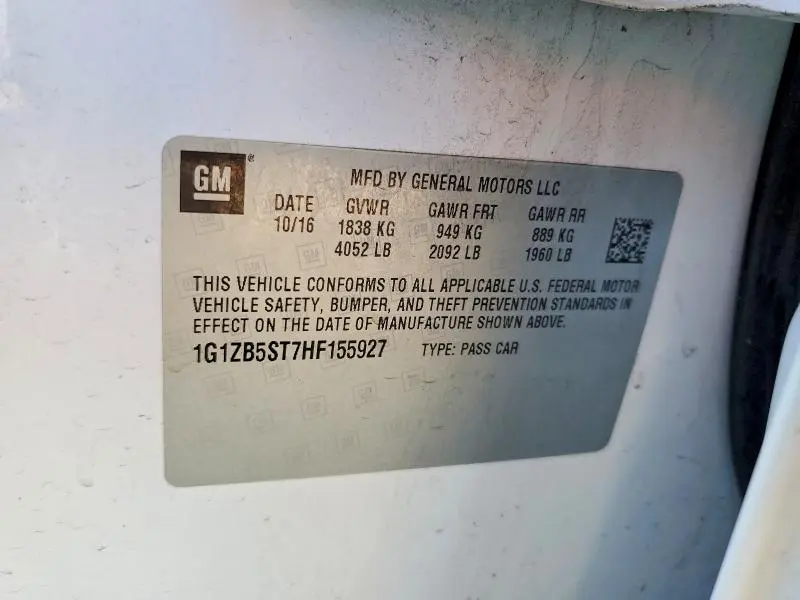 GM®
MFD BY GENERAL MOTORS LLC
DATE GVWR GAWR FRT GAWR RR
10/16 1838 KG 949 KG 889 KG
4052 LB 2092 LB 1960 LB
THIS VEHICLE CONFORMS TO ALL APPLICABLE U.S. FEDERAL MOTOR
VEHICLE SAFETY, BUMPER, AND THEFT PREVENTION STANDARDS IN
EFFECT ON THE DATE OF MANUFACTURE SHOWN ABOVE.
1G1ZB5ST7HF155927 TYPE: PASS CAR